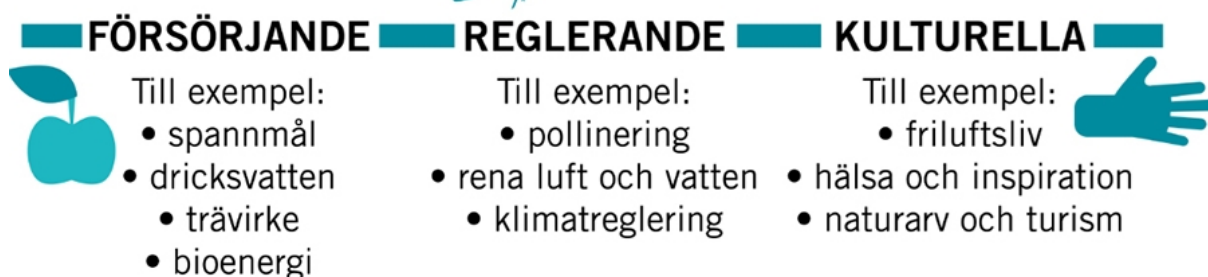 FÖRSÖRJANDE REGLERANDE KULTURELLA
Till exempel:
• spannmål
• dricksvatten
• trävirke
• bioenergi
Till exempel:
• pollinering
• rena luft och vatten
• klimatreglering
Till exempel:
• friluftsliv
• hälsa och inspiration
• naturarv och turism